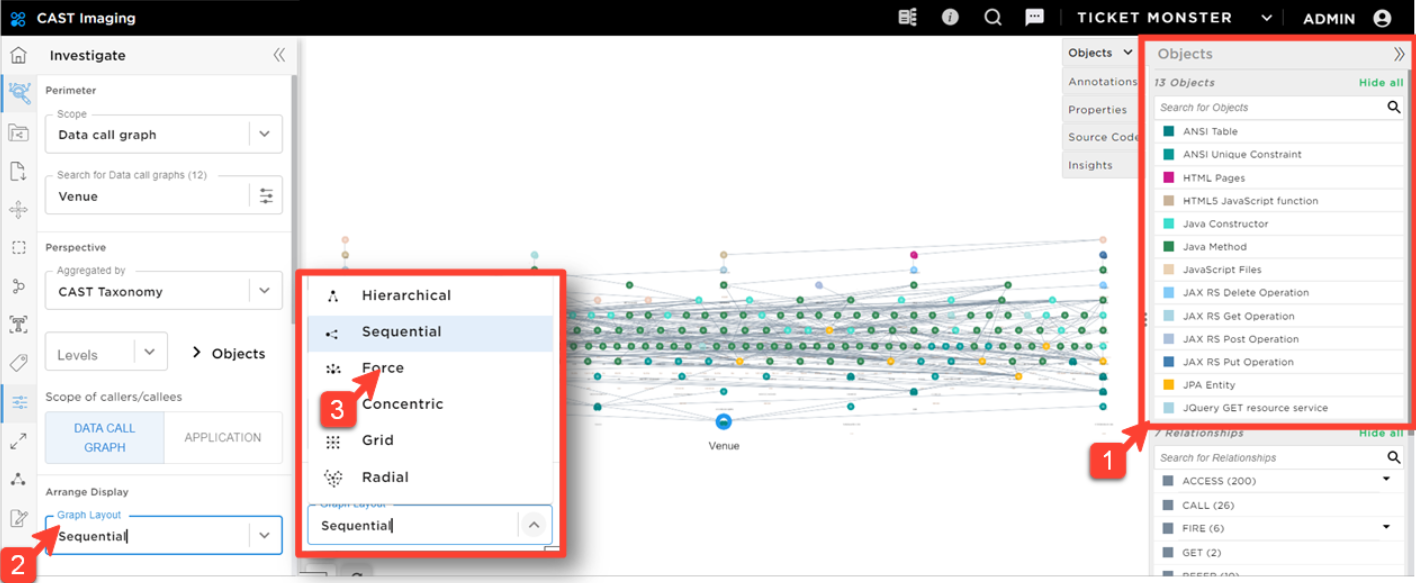 CAST Imaging
TICKET MONSTER
ADMIN
Investigate
Perimeter
Scope
Data call graph
Search for Data call graphs (12)
Venue
Perspective
Aggregated by
CAST Taxonomy
Levels
Objects
Scope of callers/callees
DATA CALL
GRAPH
APPLICATION
Arrange Display
Graph Layout
Sequential
2
Hierarchical
Sequential
Force
3
Concentric
Grid
Radial
Graph Layout
Sequential
Venue
Objects
Annotations
Properties
Source Code
Insights
Objects
13 Objects
Hide all
Search for Objects
ANSI Table
ANSI Unique Constraint
HTML Pages
HTML5 JavaScript function
Java Constructor
Java Method
JavaScript Files
JAX RS Delete Operation
JAX RS Get Operation
JAX RS Post Operation
JAX RS Put Operation
JPA Entity
JQuery GET resource service
1
7 Relationships
Hide all
Search for Relationships
ACCESS (200)
CALL (26)
FIRE (6)
GET (2)